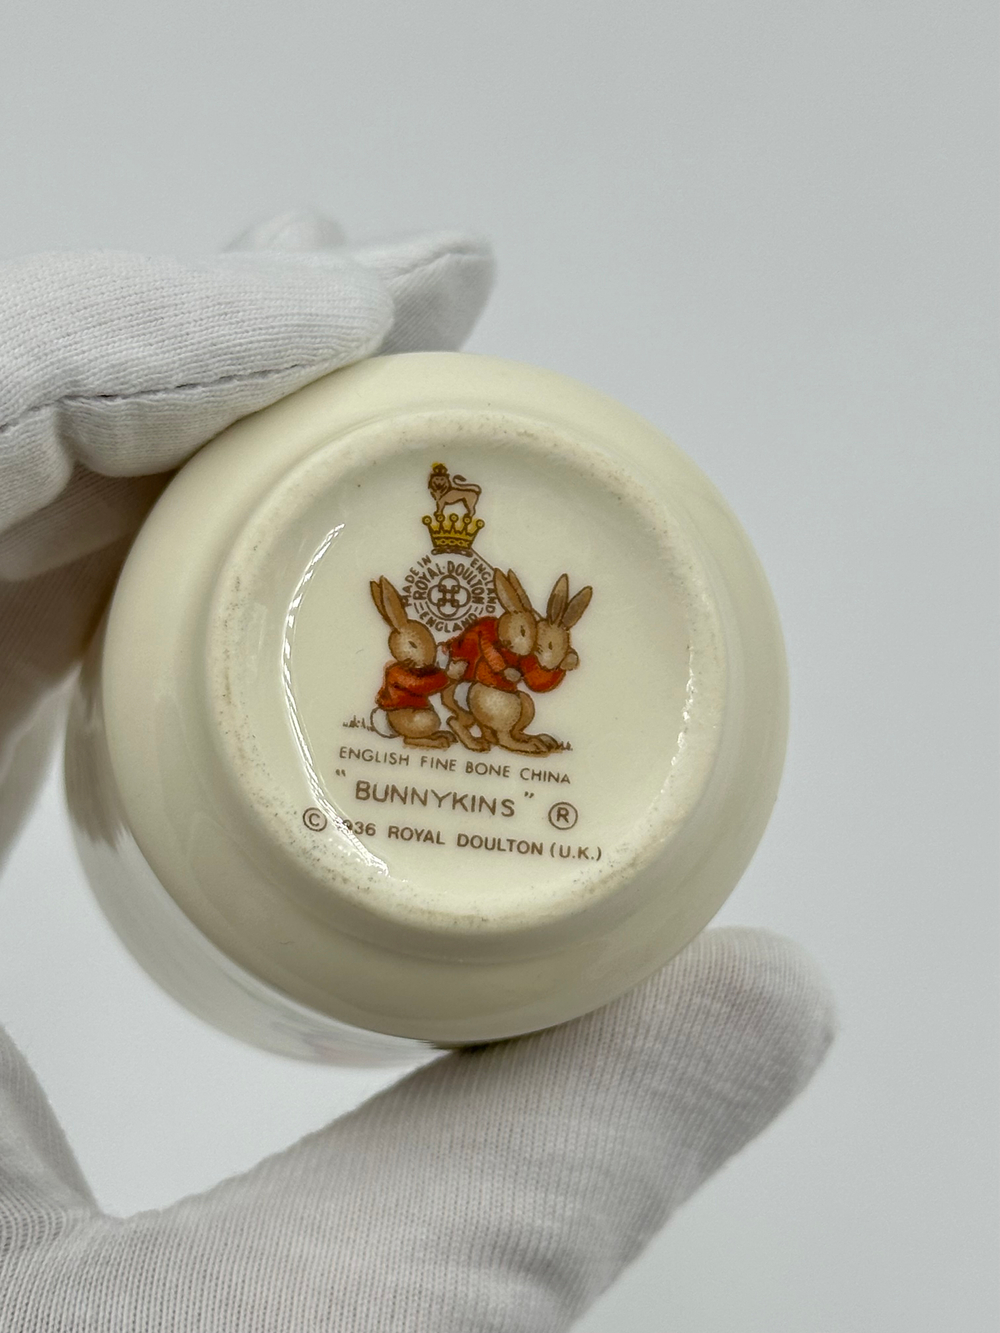 MADE IN ENGLAND
ROYAL·DOULTON
ENGLAND
ENGLISH FINE BONE CHINA
"BUNNYKINS" ®
© 936 ROYAL DOULTON (U.K.)